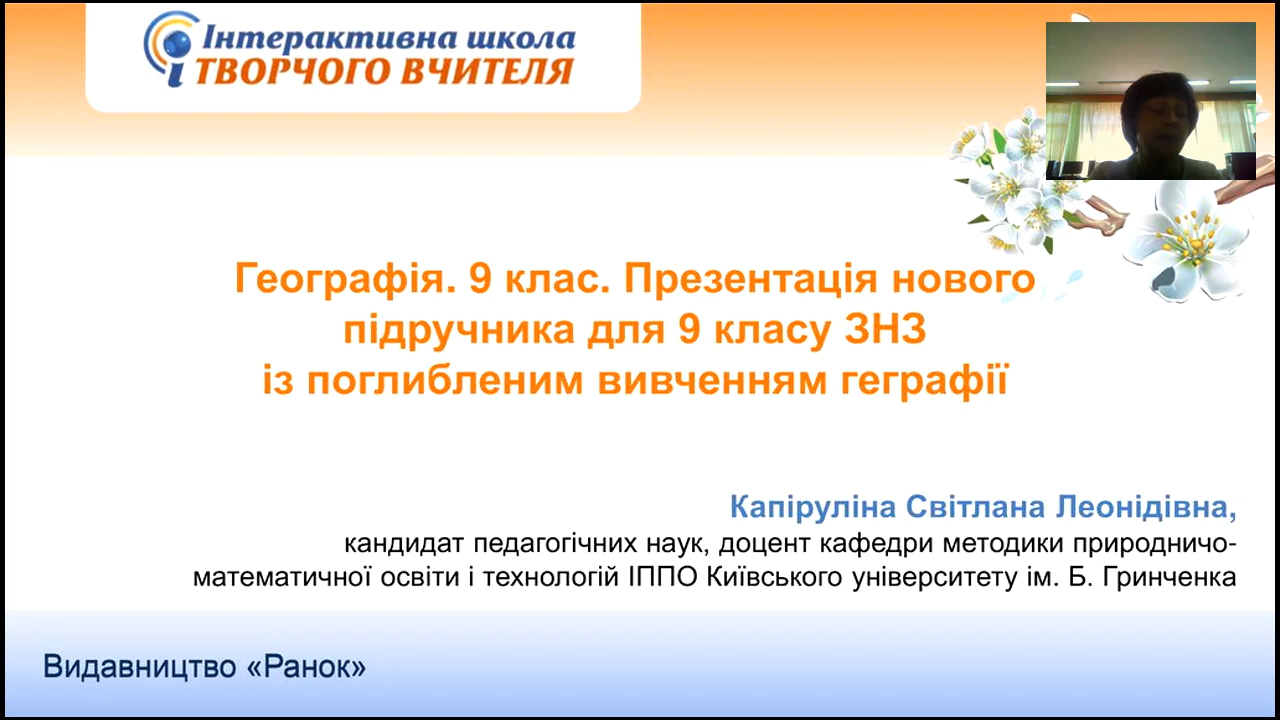 Інтерактивна школа
ТВОРЧОГО ВЧИТЕЛЯ
Географія. 9 клас. Презентація нового
підручника для 9 класу ЗНЗ
із поглибленим вивченням геграфії
Капіруліна Світлана Леонідівна,
кандидат педагогічних наук, доцент кафедри методики природничо-
математичної освіти і технологій ІППО Київського університету ім. Б. Гринченка
Видавництво «Ранок»